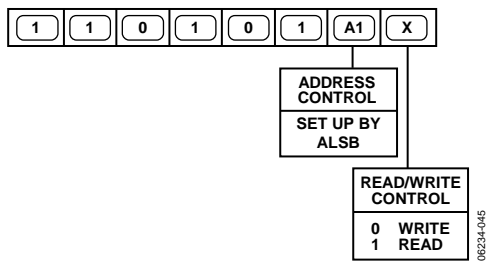 1 1 0 1 0 1 A1 X
ADDRESS
CONTROL
SET UP BY
ALSB
READ/WRITE
CONTROL
0 WRITE
1 READ
06234-045